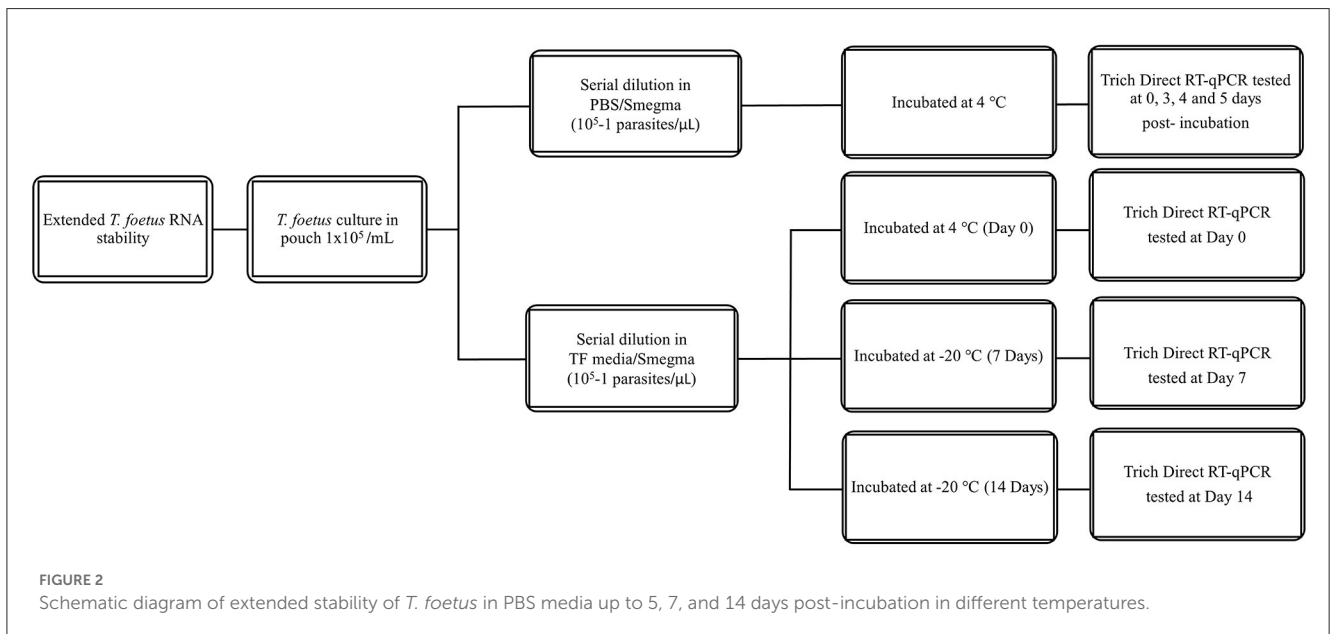 Extended T. foetus RNA
stability
T. foetus culture in
pouch 1x10⁵/mL
Serial dilution in
PBS/Smegma
(10⁵-1 parasites/μL)
Incubated at 4 °C
Trich Direct RT-qPCR tested
at 0, 3, 4 and 5 days
post- incubation
Serial dilution in
TF media/Smegma
(10⁵-1 parasites/μL)
Incubated at 4 °C (Day 0)
Trich Direct RT-qPCR
tested at Day 0
Incubated at -20 °C (7 Days)
Trich Direct RT-qPCR
tested at Day 7
Incubated at -20 °C (14 Days)
Trich Direct RT-qPCR
tested at Day 14
FIGURE 2
Schematic diagram of extended stability of T. foetus in PBS media up to 5, 7, and 14 days post-incubation in different temperatures.